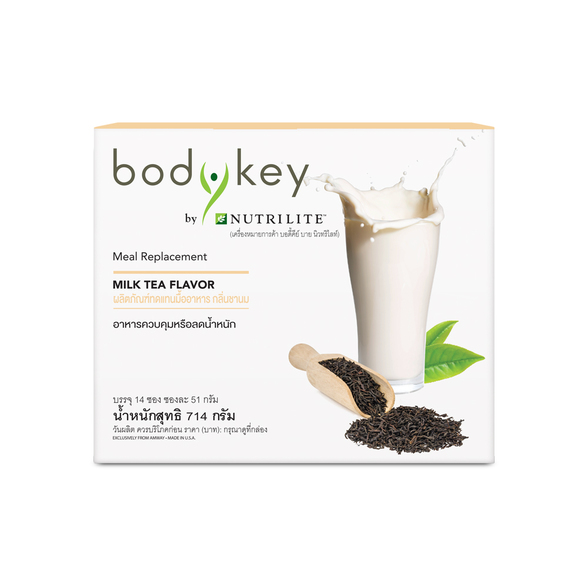 bodykey
by NUTRILITE™
(เครื่องหมายการค้า บอดี้คีย์ บาย นิวทริไลท์)
Meal Replacement
MILK TEA FLAVOR
ผลิตภัณฑ์ทดแทนมื้ออาหาร กลิ่นชานม
อาหารควบคุมหรือลดน้ำหนัก
บรรจุ 14 ซอง ซองละ 51 กรัม
น้ำหนักสุทธิ 714 กรัม
วันผลิต ควรบริโภคก่อน ราคา (บาท): กรุณาดูที่กล่อง
EXCLUSIVELY FROM AMWAY • MADE IN U.S.A.